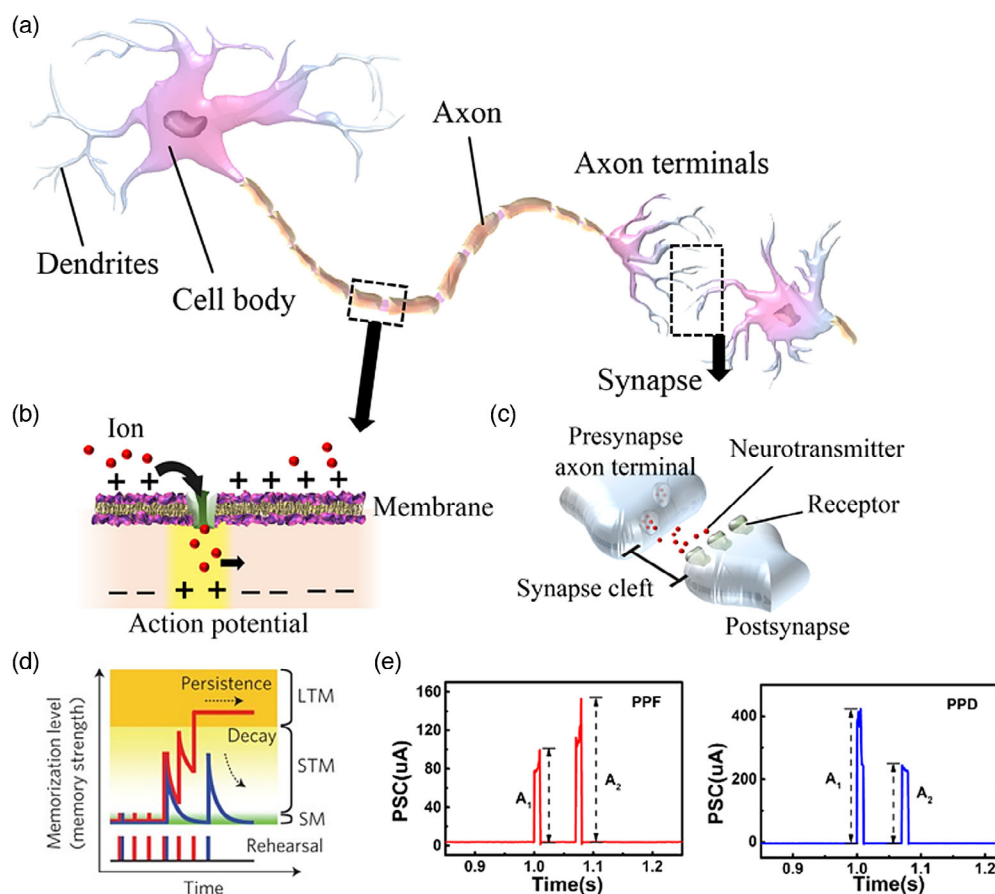 (a)
Axon
Axon terminals
Dendrites
Cell body
Synapse
(b)
Ion
+ + + + + +
Membrane
+ +
Action potential
(c)
Presynapse
axon terminal
Neurotransmitter
Receptor
Synapse cleft
Postsynapse
(d)
Memorization level
(memory strength)
Persistence
Decay
LTM
STM
SM
Rehearsal
Time
(e)
PSC(uA)
160
120
80
40
0
PPF
A1
A2
0.9 1.0 1.1 1.2
Time(s)
PSC(uA)
400
200
0
PPD
A1
A2
0.9 1.0 1.1 1.2
Time(s)